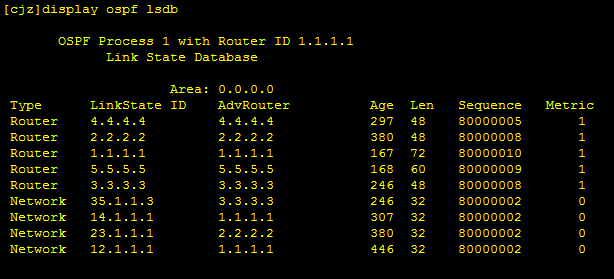 [cjz]display ospf lsdb
OSPF Process 1 with Router ID 1.1.1.1
Link State Database
Area: 0.0.0.0
Type LinkState ID AdvRouter Age Len Sequence Metric
Router 4.4.4.4 4.4.4.4 297 48 80000005 1
Router 2.2.2.2 2.2.2.2 380 48 80000008 1
Router 1.1.1.1 1.1.1.1 167 72 80000010 1
Router 5.5.5.5 5.5.5.5 168 60 80000009 1
Router 3.3.3.3 3.3.3.3 246 48 80000008 1
Network 35.1.1.3 3.3.3.3 246 32 80000002 0
Network 14.1.1.1 1.1.1.1 307 32 80000002 0
Network 23.1.1.1 2.2.2.2 380 32 80000002 0
Network 12.1.1.1 1.1.1.1 446 32 80000002 0